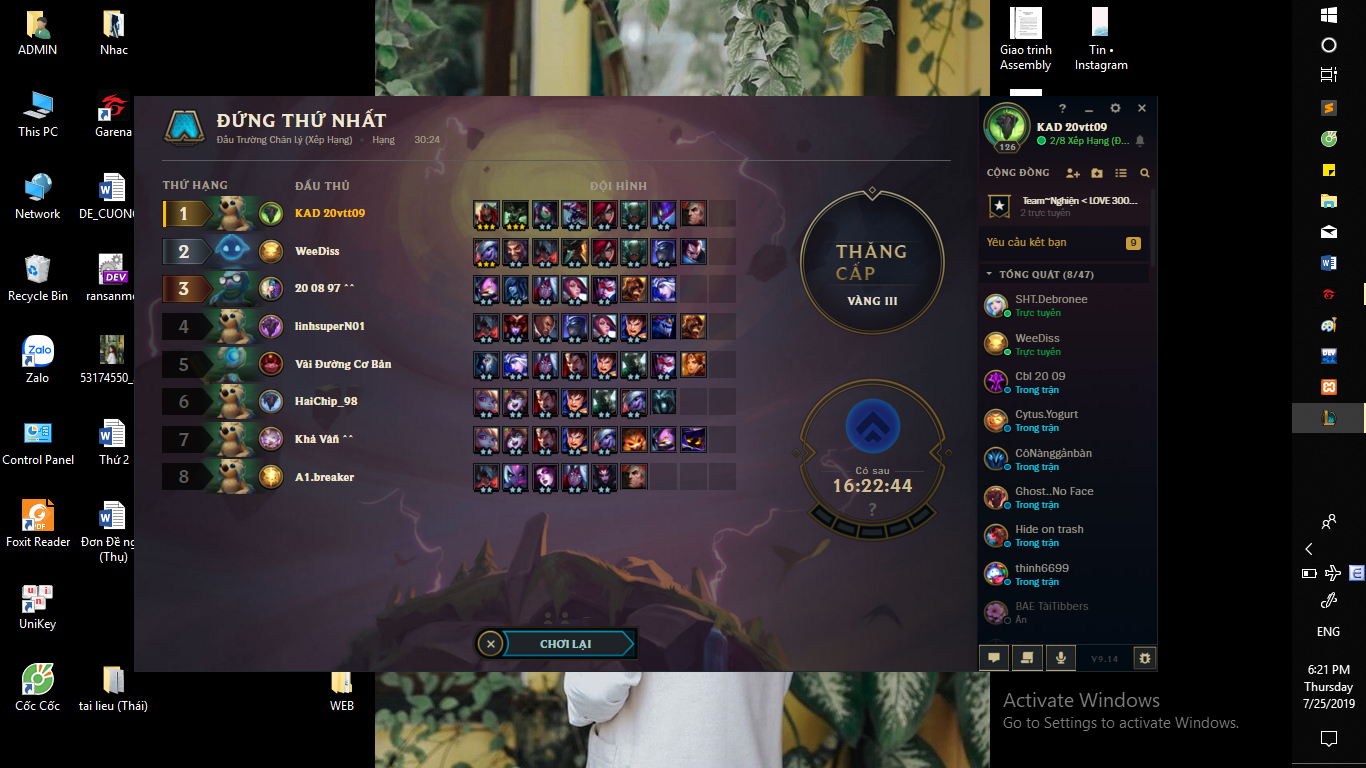 ADMIN
Nhac
This PC
Garena
Network
DE_CUONG
Recycle Bin
ransanm
Zalo
53174550_
Control Panel
Thứ 2
Foxit Reader
Đơn Đề ng
(Thụ)
UniKey
Cốc Cốc
tai lieu (Thái)
WEB
Giao trinh
Assembly
Tin •
Instagram
ĐỨNG THỨ NHẤT
Đấu Trường Chân Lý (Xếp Hạng) • Hạng 30:24
THỨ HẠNG ĐẤU THỦ ĐỘI HÌNH
1 KAD 20vtt09
2 WeeDiss
3 20 08 97 ^^
4 linhsuperN01
5 Vãi Đường Cơ Bản
6 HaiChip_98
7 Khả Vân ^^
8 A1.breaker
THĂNG
CẤP
VÀNG III
Có sau
16:22:44
?
CHƠI LẠI
126
KAD 20vtt09
2/8 Xếp Hạng (Đ...
CỘNG ĐỒNG
Team~Nghiện < LOVE 300...
2 trực tuyến
Yêu cầu kết bạn 9
TỔNG QUÁT (8/47)
SHT.Debronee
Trực tuyến
WeeDiss
Trực tuyến
Cbl 20 09
Trong trận
Cytus.Yogurt
Trong trận
CôNànggånbàn
Trong trận
Ghost..No Face
Trong trận
Hide on trash
Trong trận
thinh6699
Trong trận
BAE TàiTibbers
Ẩn
V9.14
ENG
6:21 PM
Thursday
7/25/2019
Activate Windows
Go to Settings to activate Windows.